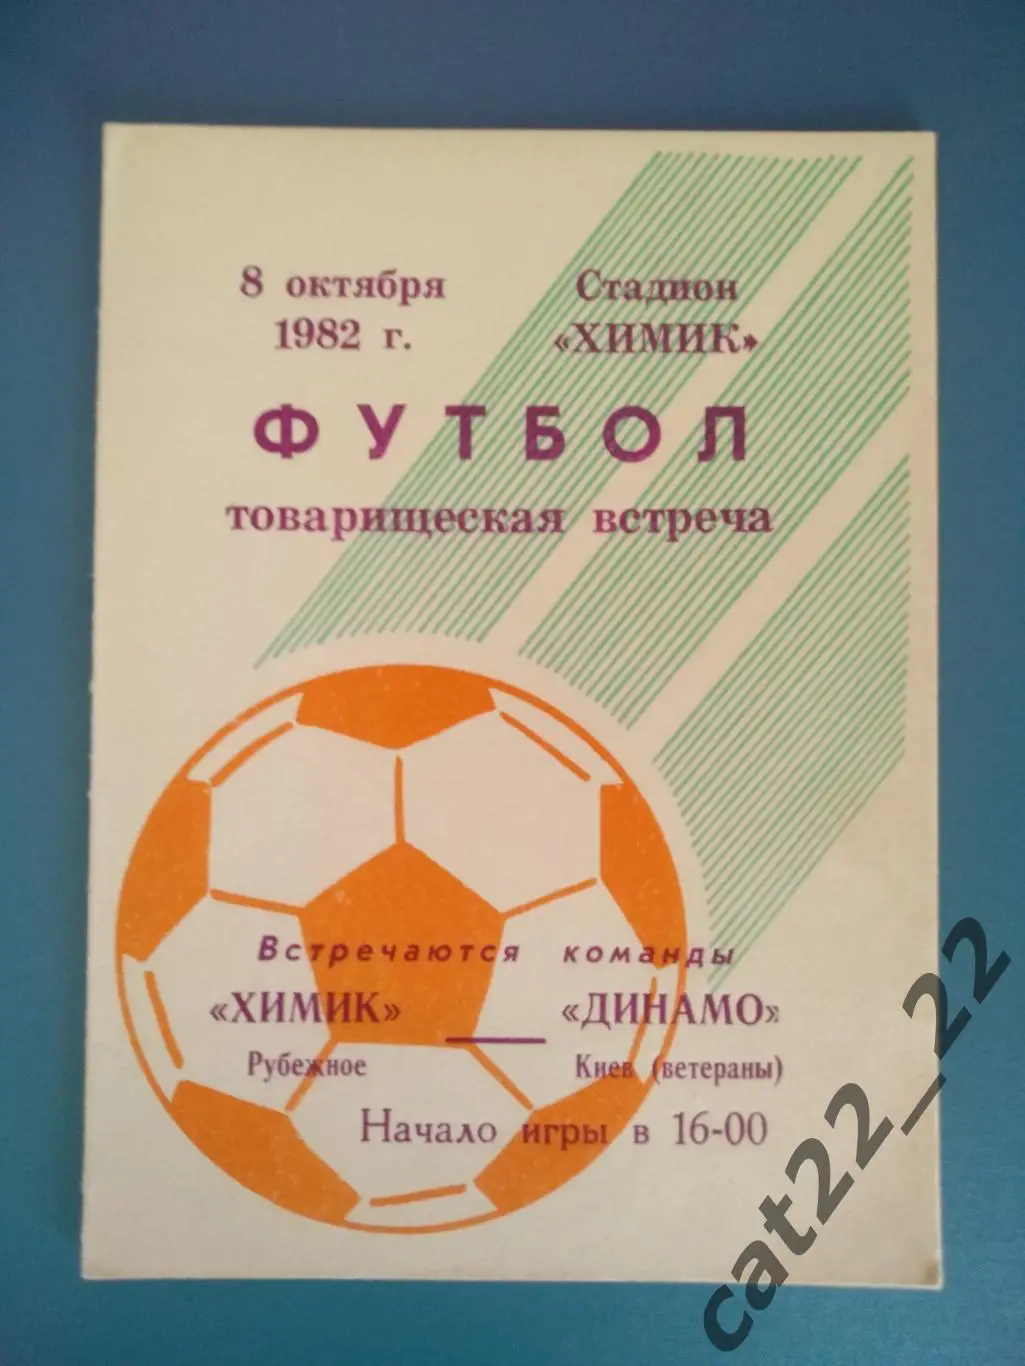 8 октября
1982 г.
Стадион
«ХИМИК»
ФУТБОЛ
товарищеская встреча
Встречаются команды
«ХИМИК» — «ДИНАМО»
Рубежное Киев (ветераны)
Начало игры в 16-00
cat22_22